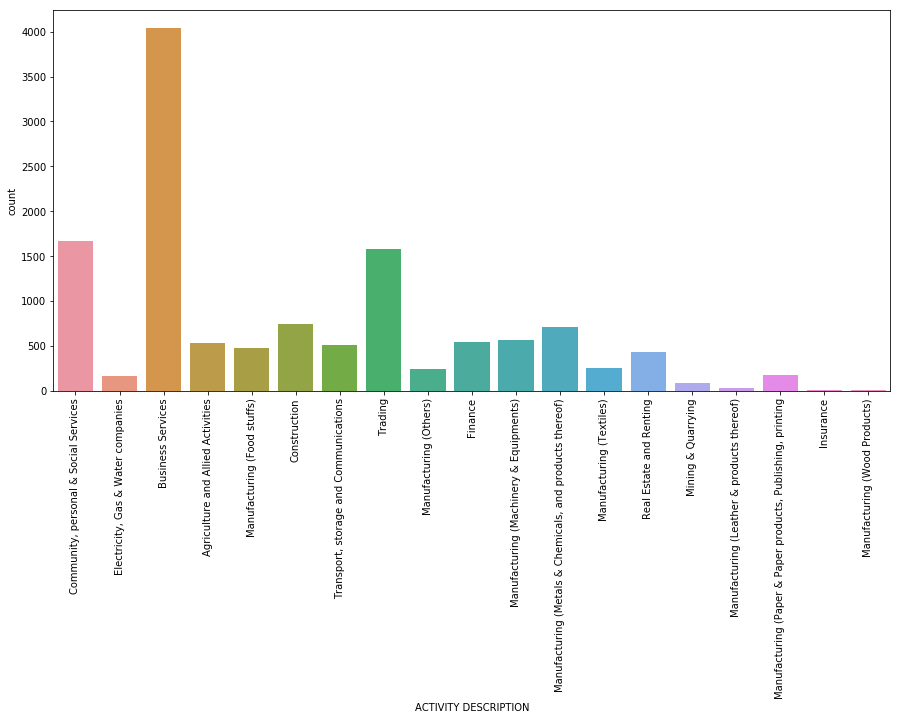 4000
3500
3000
2500
2000
1500
1000
500
0
count
Community, personal & Social Services
Electricity, Gas & Water companies
Business Services
Agriculture and Allied Activities
Manufacturing (Food stuffs)
Construction
Transport, storage and Communications
Trading
Manufacturing (Others)
Finance
Manufacturing (Machinery & Equipments)
Manufacturing (Metals & Chemicals, and products thereof)
Manufacturing (Textiles)
Real Estate and Renting
Mining & Quarrying
Manufacturing (Leather & products thereof)
Manufacturing (Paper & Paper products, Publishing, printing
Insurance
Manufacturing (Wood Products)
ACTIVITY DESCRIPTION